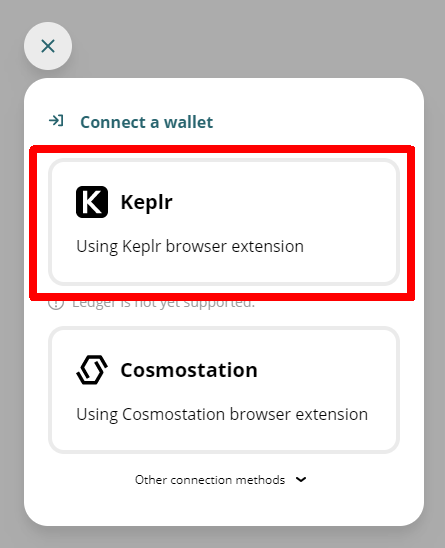 Connect a wallet
Keplr
Using Keplr browser extension
Ledger is not yet supported.
Cosmostation
Using Cosmostation browser extension
Other connection methods